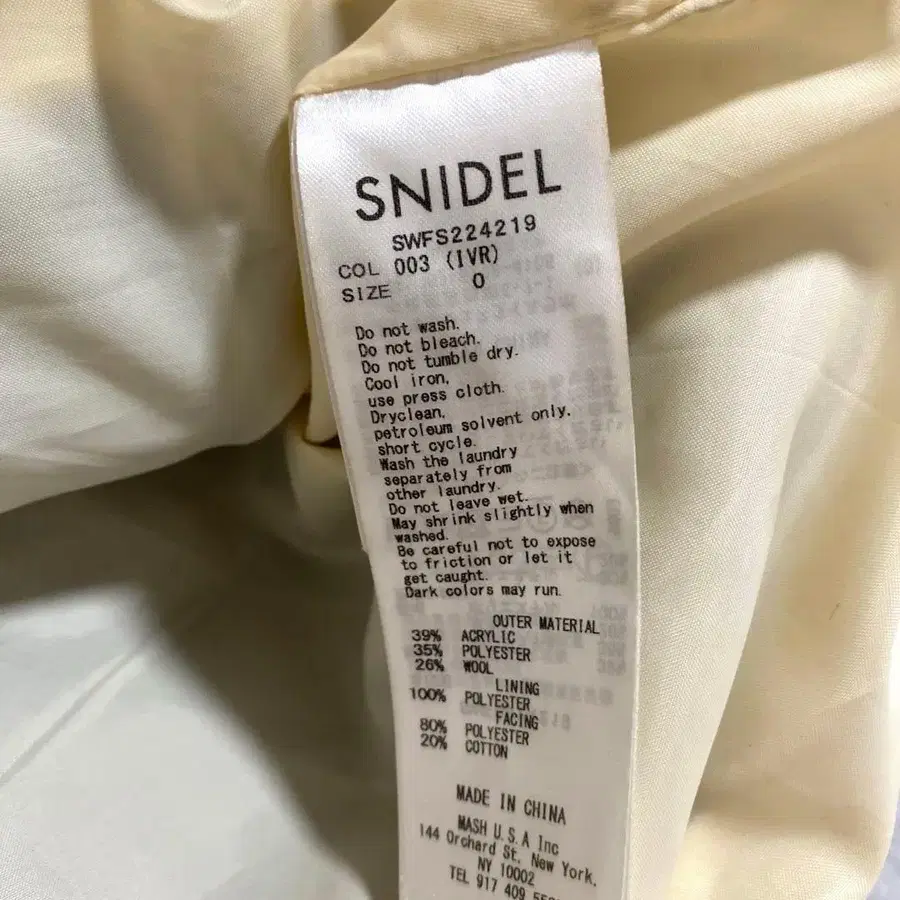 SNIDEL
SWFS224219
COL 003 (IVR)
SIZE 0
Do not wash.
Do not bleach.
Do not tumble dry.
Cool iron,
use press cloth.
Dryclean,
petroleum solvent only,
short cycle.
Wash the laundry
separately from
other laundry.
Do not leave wet.
May shrink slightly when
washed.
Be careful not to expose
to friction or let it
get caught.
Dark colors may run.
OUTER MATERIAL
39% ACRYLIC
35% POLYESTER
26% WOOL
LINING
100% POLYESTER
FACING
80% POLYESTER
20% COTTON
MADE IN CHINA
MASH U.S.A Inc
144 Orchard St. New York,
NY 10002
TEL 917 409